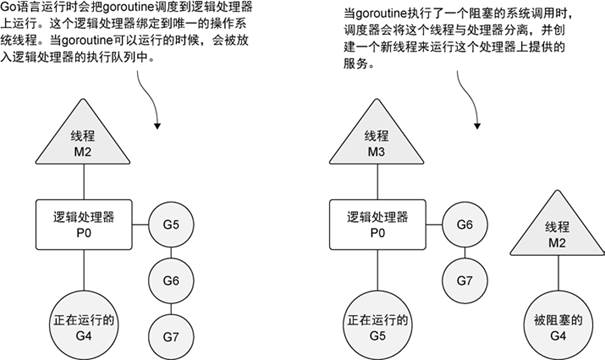 Go语言运行时会把goroutine调度到逻辑处理器
上运行。这个逻辑处理器绑定到唯一的操作系
统线程。当goroutine可以运行的时候，会被放
入逻辑处理器的执行队列中。
当goroutine执行了一个阻塞的系统调用时，
调度器会将这个线程与处理器分离，并创
建一个新线程来运行这个处理器上提供的
服务。
线程
M2
逻辑处理器
P0
G5
G6
G7
正在运行的
G4
线程
M3
逻辑处理器
P0
G6
G7
正在运行的
G5
线程
M2
被阻塞的
G4